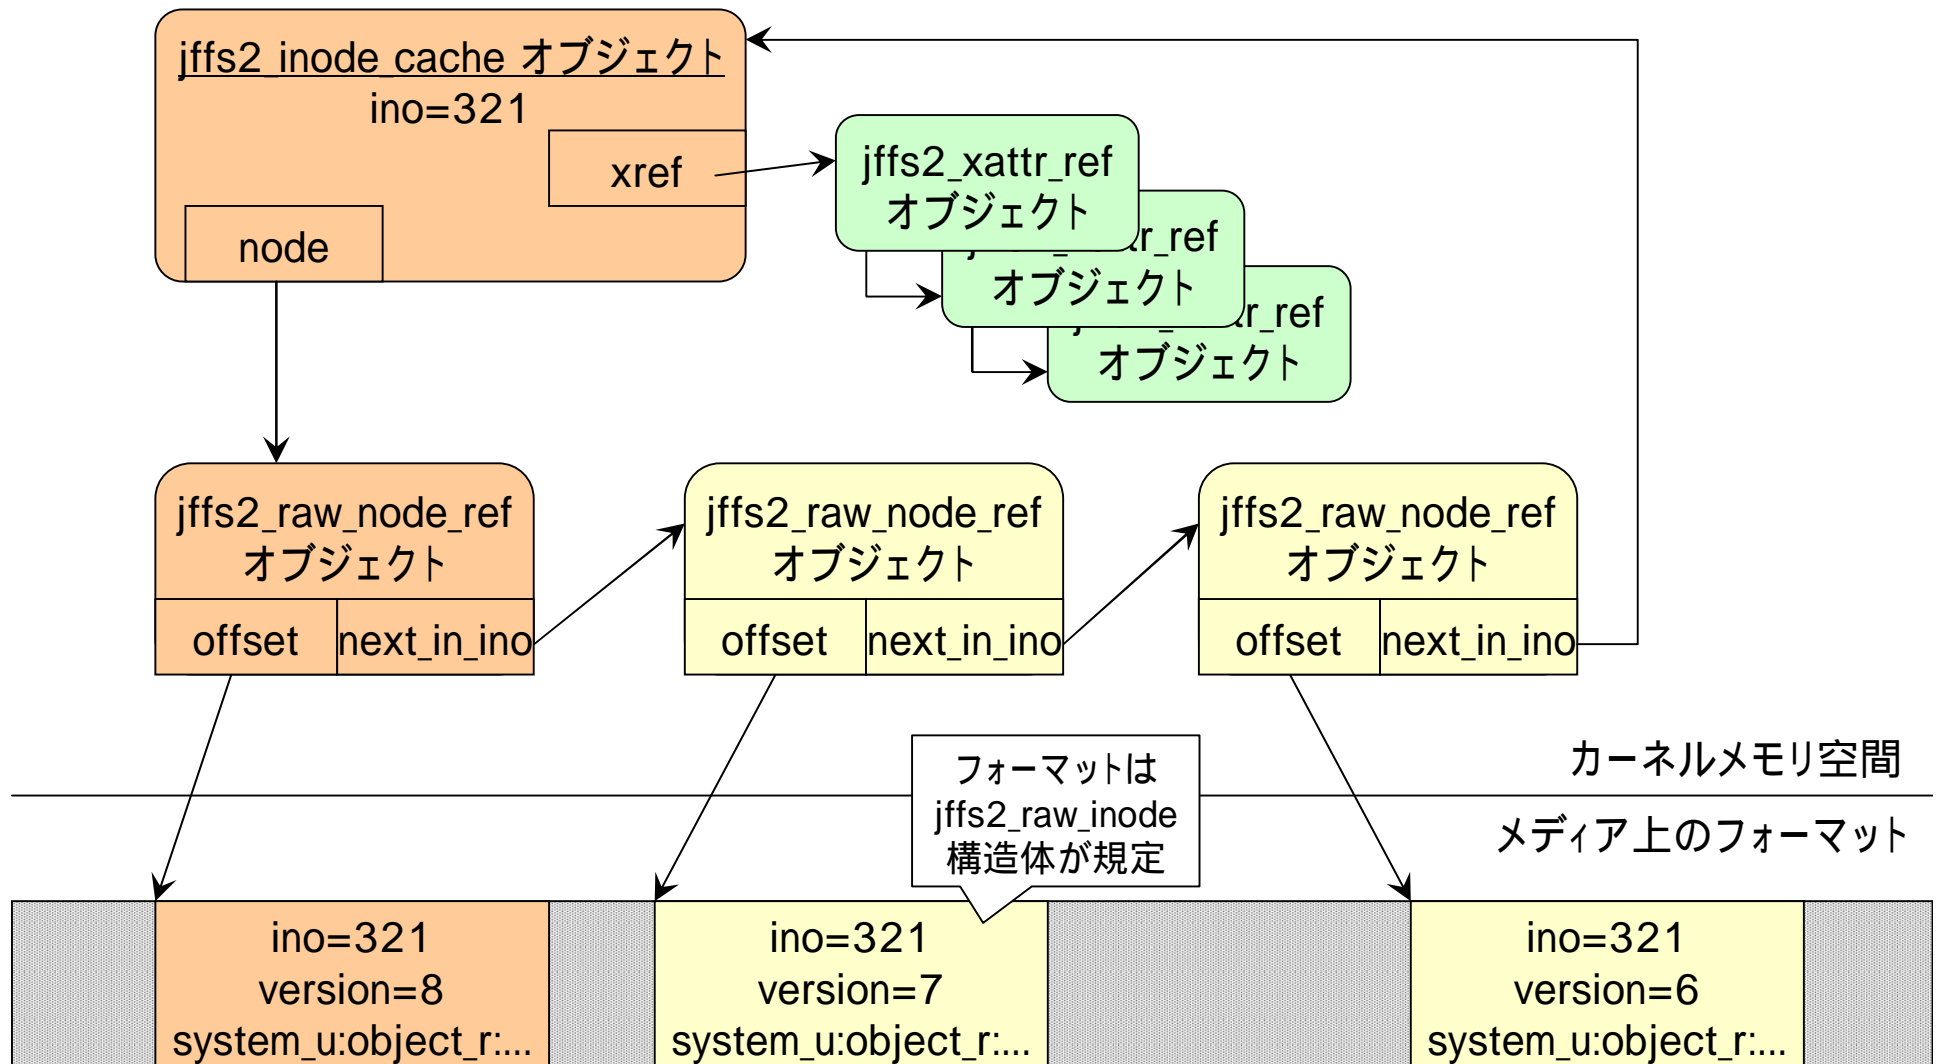 jffs2_inode_cache オブジェクト
ino=321
xref
node
jffs2_xattr_ref
オブジェクト
tr_ref
オブジェクト
tr_ref
オブジェクト
jffs2_raw_node_ref
オブジェクト
offset
next_in_ino
jffs2_raw_node_ref
オブジェクト
offset
next_in_ino
jffs2_raw_node_ref
オブジェクト
offset
next_in_ino
カーネルメモリ空間
フォーマットは
jffs2_raw_inode
構造体が規定
メディア上のフォーマット
ino=321
version=8
system_u:object_r:...
ino=321
version=7
system_u:object_r:...
ino=321
version=6
system_u:object_r:...